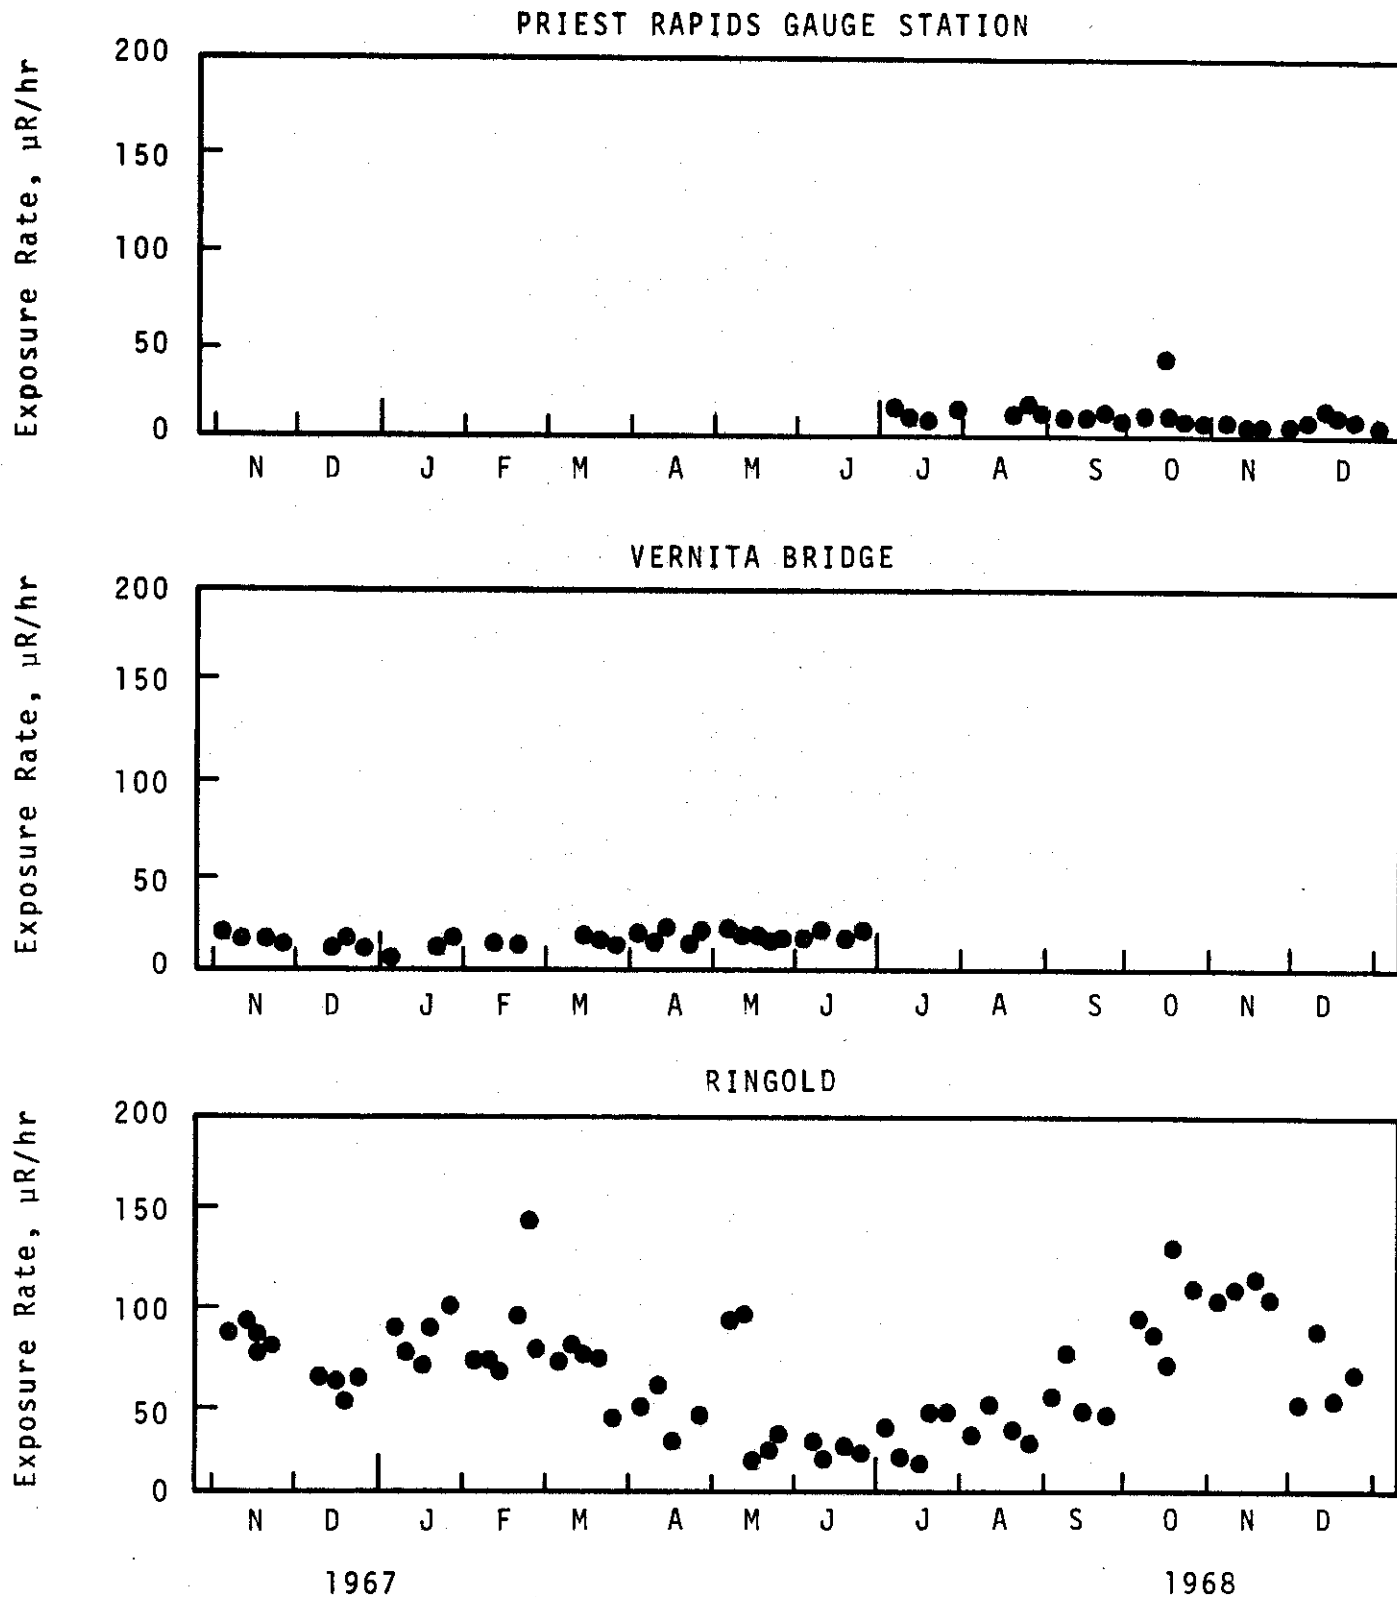 PRIEST RAPIDS GAUGE STATION
Exposure Rate, µR/hr
200
150
100
50
0
N D J F M A M J J A S O N D
VERNITA BRIDGE
Exposure Rate, µR/hr
200
150
100
50
0
N D J F M A M J J A S O N D
RINGOLD
Exposure Rate, µR/hr
200
150
100
50
0
N D J F M A M J J A S O N D
1967 1968